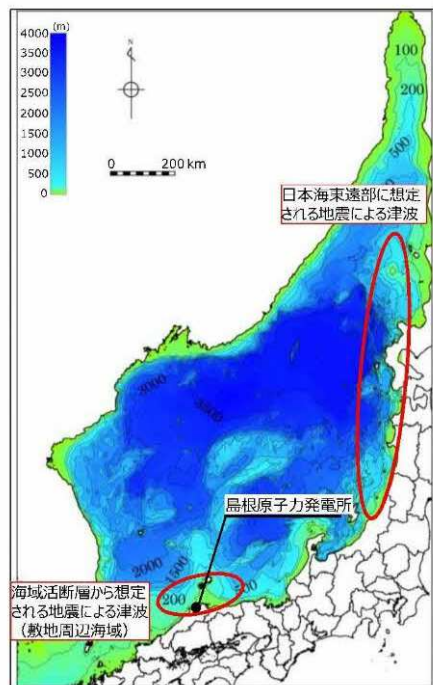 4000 (m)
3500
3000
2500
2000
1500
1000
500
0
N
0 200 km
100
200
500
日本海東遠部に想定
される地震による津波
3000
3500
島根原子力発電所
2000
1500
200
海域活断層から想定
される地震による津波
（敷地周辺海域）